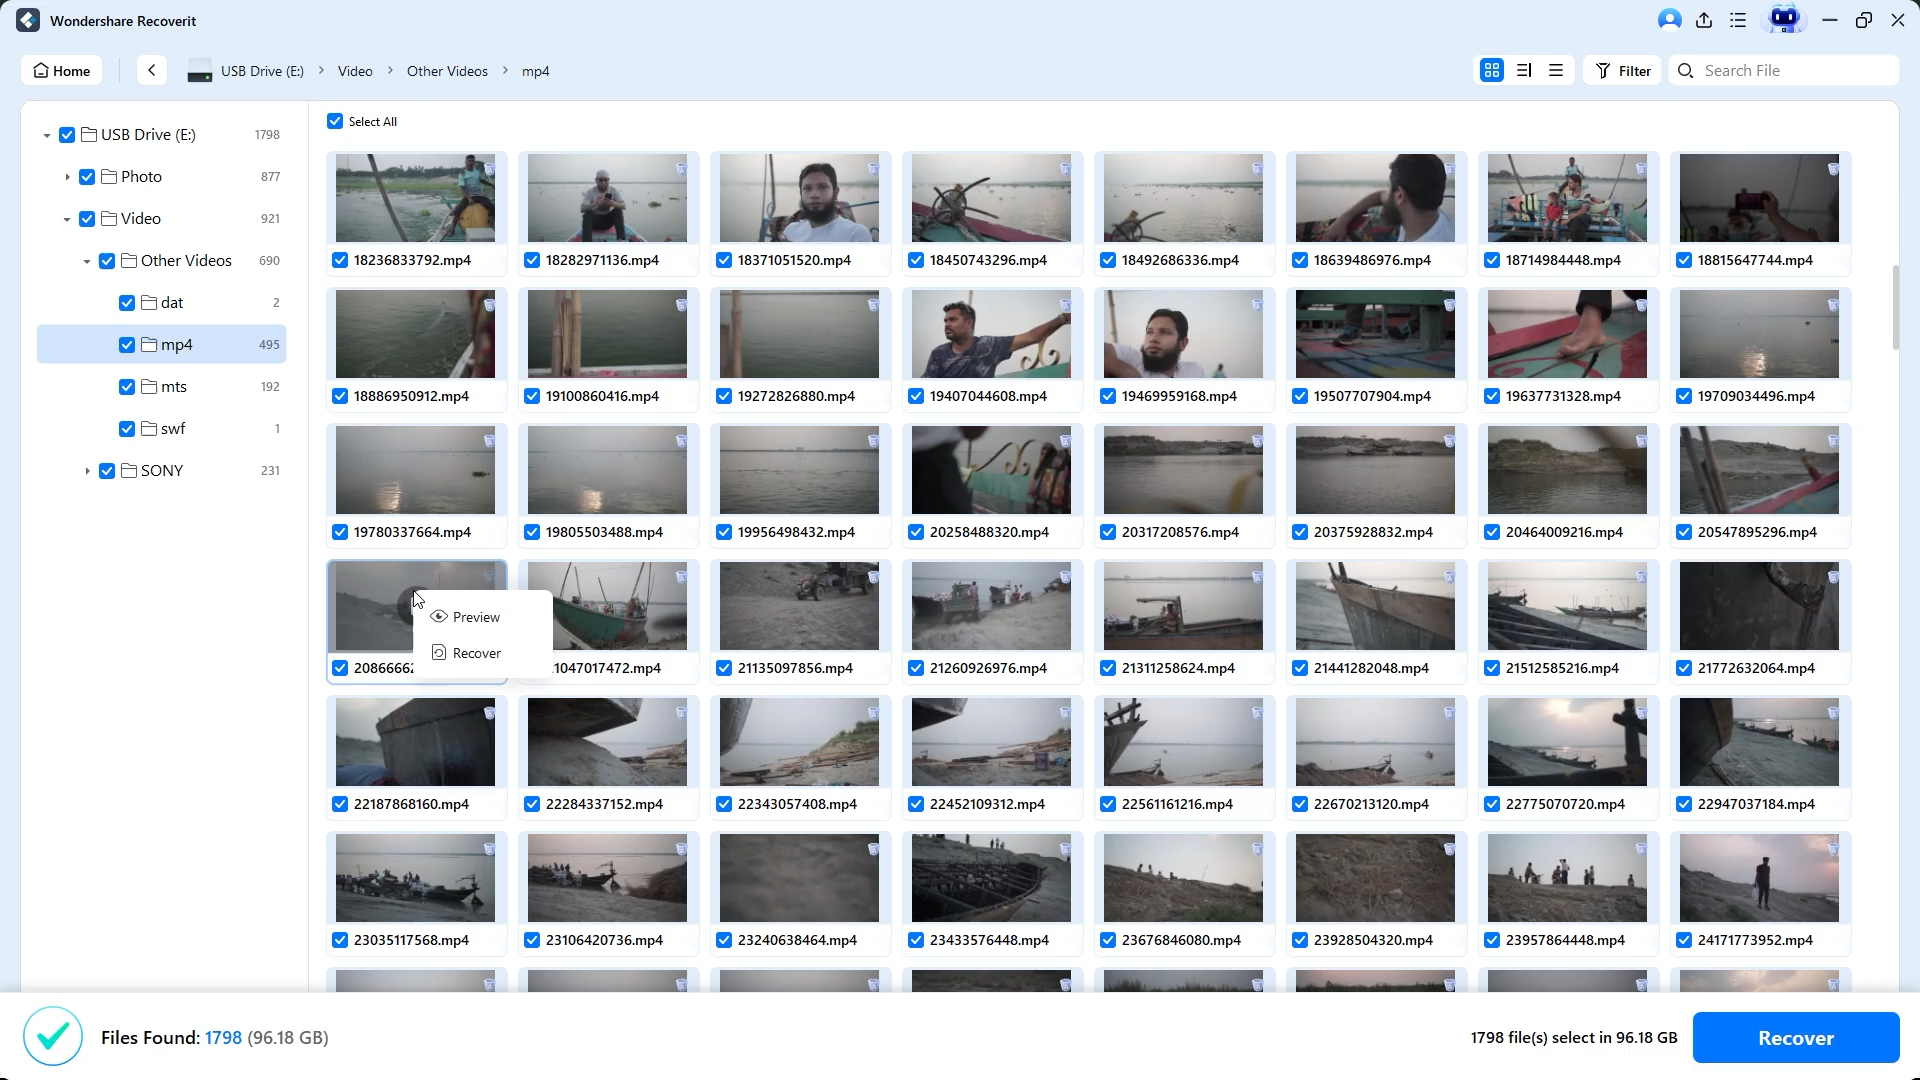 Wondershare Recoverit
Home
USB Drive (E:) > Video > Other Videos > mp4
Filter
Search File
USB Drive (E:) 1798
Photo 877
Video 921
Other Videos 690
dat 2
mp4 495
mts 192
swf 1
SONY 231
Select All
18236833792.mp4 18282971136.mp4 18371051520.mp4 18450743296.mp4 18492686336.mp4 18639486976.mp4 18714984448.mp4 18815647744.mp4
18886950912.mp4 19100860416.mp4 19272826880.mp4 19407044608.mp4 19469959168.mp4 19507707904.mp4 19637731328.mp4 19709034496.mp4
19780337664.mp4 19805503488.mp4 19956498432.mp4 20258488320.mp4 20317208576.mp4 20375928832.mp4 20464009216.mp4 20547895296.mp4
Preview
Recover
2086666 1047017472.mp4 21135097856.mp4 21260926976.mp4 21311258624.mp4 21441282048.mp4 21512585216.mp4 21772632064.mp4
22187868160.mp4 22284337152.mp4 22343057408.mp4 22452109312.mp4 22561161216.mp4 22670213120.mp4 22775070720.mp4 22947037184.mp4
23035117568.mp4 23106420736.mp4 23240638464.mp4 23433576448.mp4 23676846080.mp4 23928504320.mp4 23957864448.mp4 24171773952.mp4
Files Found: 1798 (96.18 GB)
1798 file(s) select in 96.18 GB
Recover